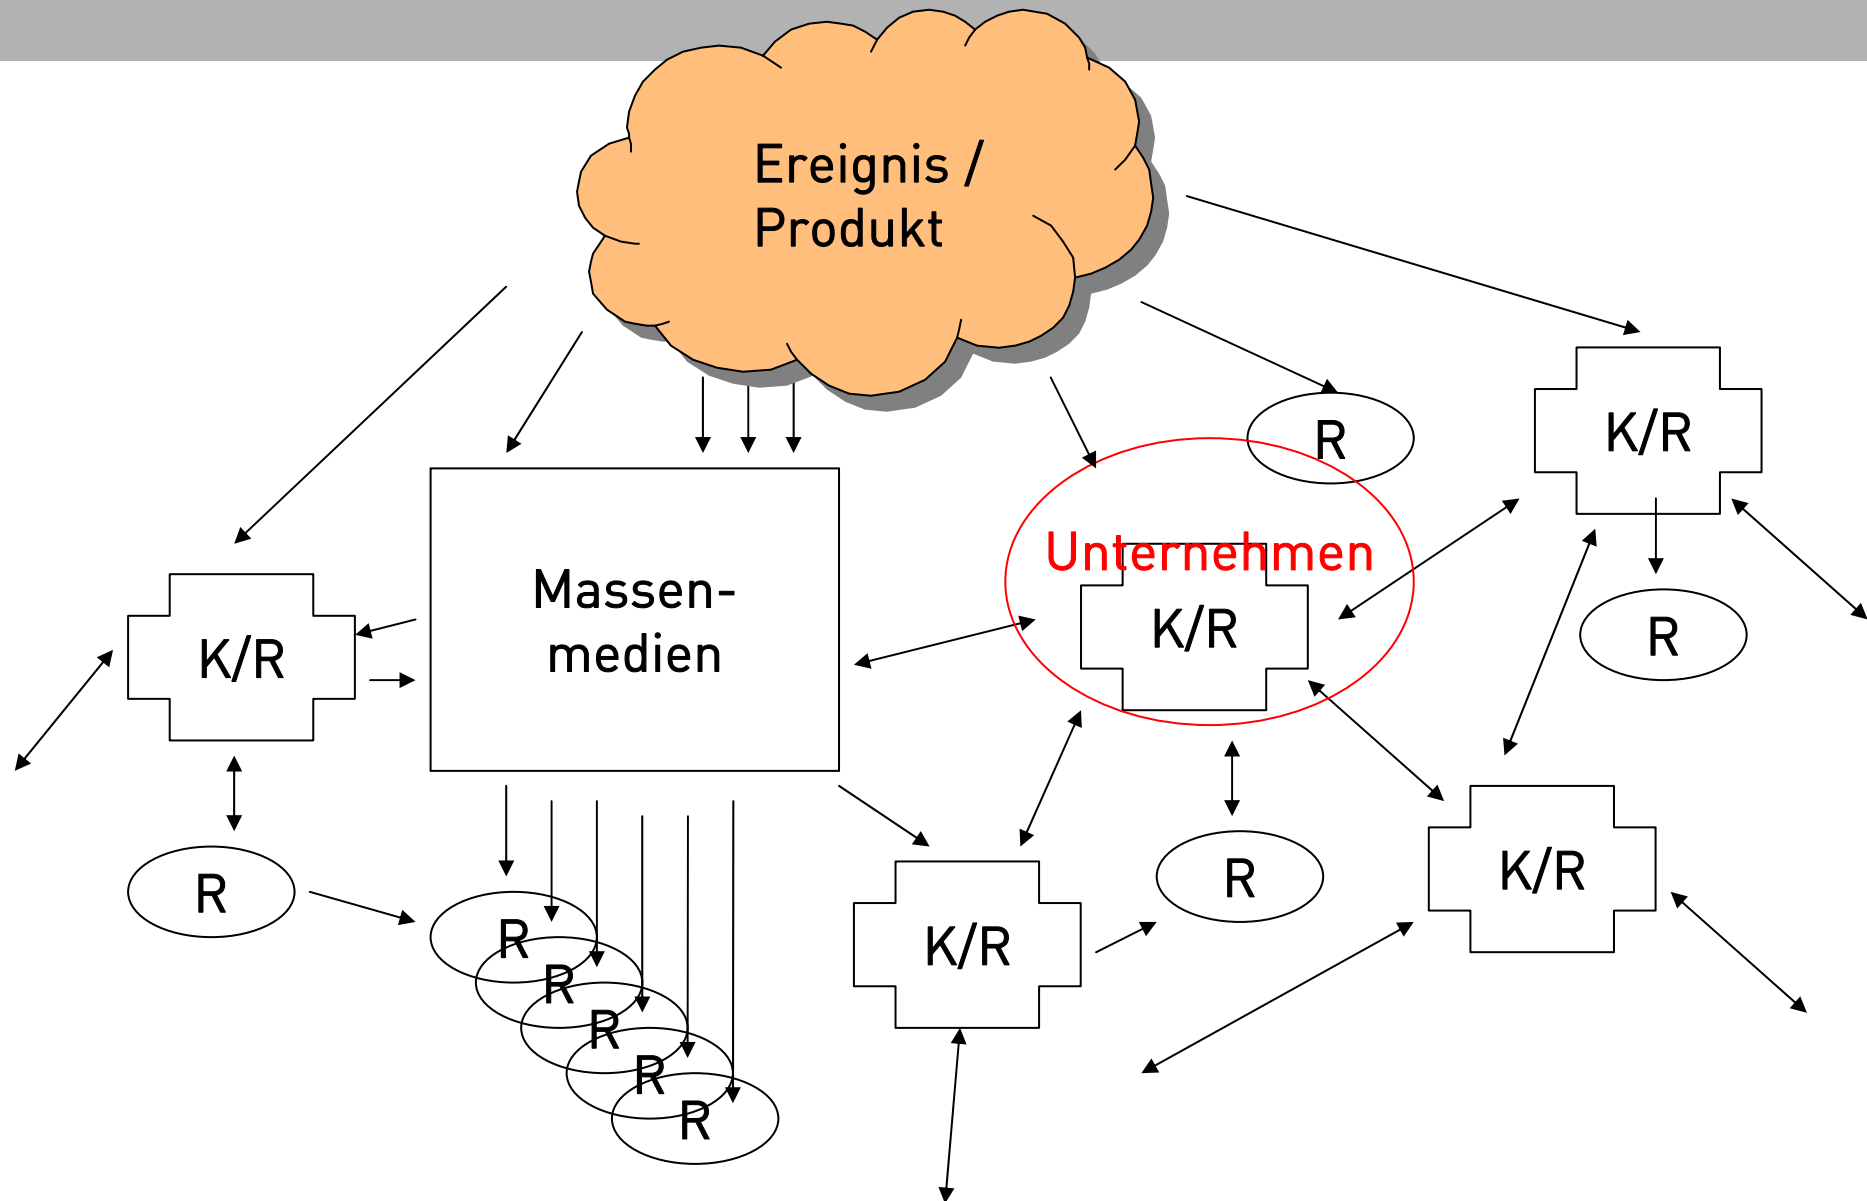 Ereignis /
Produkt
R
K/R
Unternehmen
Massen-
medien
K/R
K/R
R
R
K/R
R
K/R
R
R
R
R
R